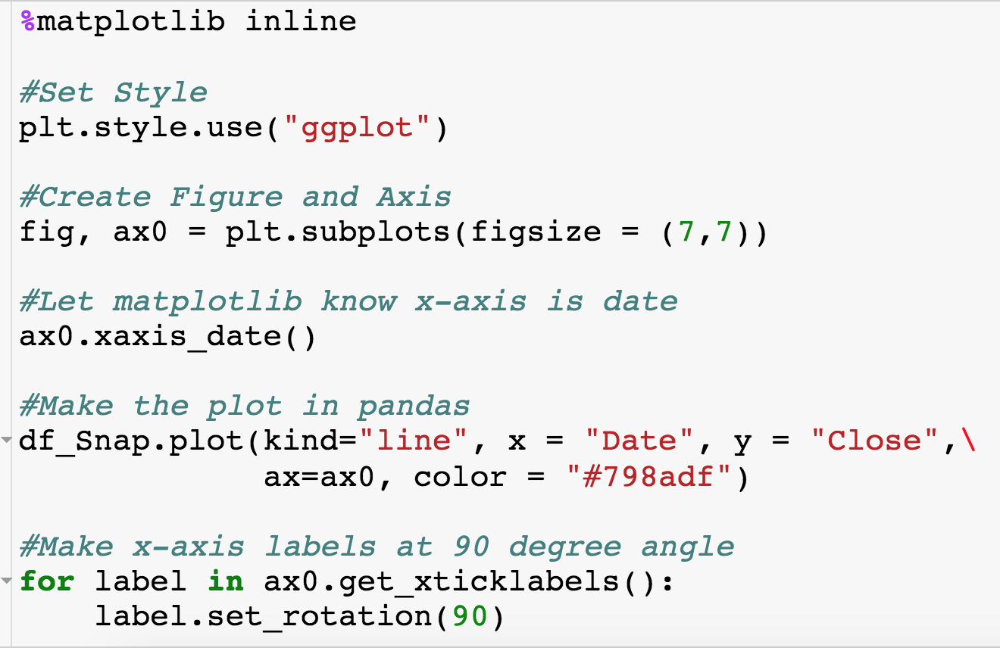 %matplotlib inline
#Set Style
plt.style.use("ggplot")
#Create Figure and Axis
fig, ax0 = plt.subplots(figsize = (7,7))
#Let matplotlib know x-axis is date
ax0.xaxis_date()
#Make the plot in pandas
df_Snap.plot(kind="line", x = "Date", y = "Close",\
             ax=ax0, color = "#798adf")
#Make x-axis labels at 90 degree angle
for label in ax0.get_xticklabels():
    label.set_rotation(90)